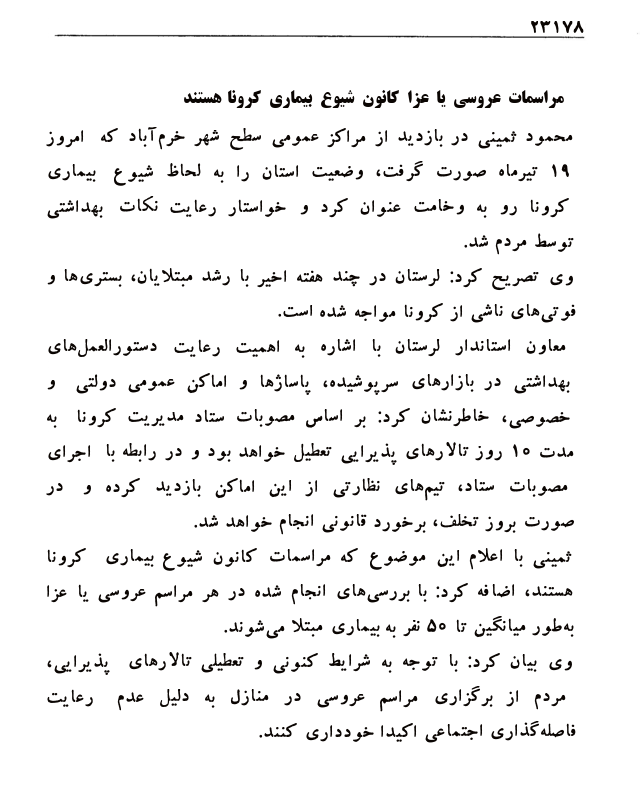 ۲۳۱۷۸
مراسمات عروسی یا عزا کانون شیوع بیماری کرونا هستند
محمود ثمینی در بازدید از مراکز عمومی سطح شهر خرم‌آباد که امروز
۱۹ تیرماه صورت گرفت، وضعیت استان را به لحاظ شیوع بیماری
کرونا رو به وخامت عنوان کرد و خواستار رعایت نکات بهداشتی
توسط مردم شد.
وی تصریح کرد: لرستان در چند هفته اخیر با رشد مبتلایان، بستری‌ها و
فوتی‌های ناشی از کرونا مواجه شده است.
معاون استاندار لرستان با اشاره به اهمیت رعایت دستورالعمل‌های
بهداشتی در بازارهای سرپوشیده، پاساژها و اماکن عمومی دولتی و
خصوصی، خاطرنشان کرد: بر اساس مصوبات ستاد مدیریت کرونا به
مدت ۱۰ روز تالارهای پذیرایی تعطیل خواهد بود و در رابطه با اجرای
مصوبات ستاد، تیم‌های نظارتی از این اماکن بازدید کرده و در
صورت بروز تخلف، برخورد قانونی انجام خواهد شد.
ثمینی با اعلام این موضوع که مراسمات کانون شیوع بیماری کرونا
هستند، اضافه کرد: با بررسی‌های انجام شده در هر مراسم عروسی یا عزا
به‌طور میانگین تا ۵۰ نفر به بیماری مبتلا می‌شوند.
وی بیان کرد: با توجه به شرایط کنونی و تعطیلی تالارهای پذیرایی،
مردم از برگزاری مراسم عروسی در منازل به دلیل عدم رعایت
فاصله‌گذاری اجتماعی اکیدا خودداری کنند.